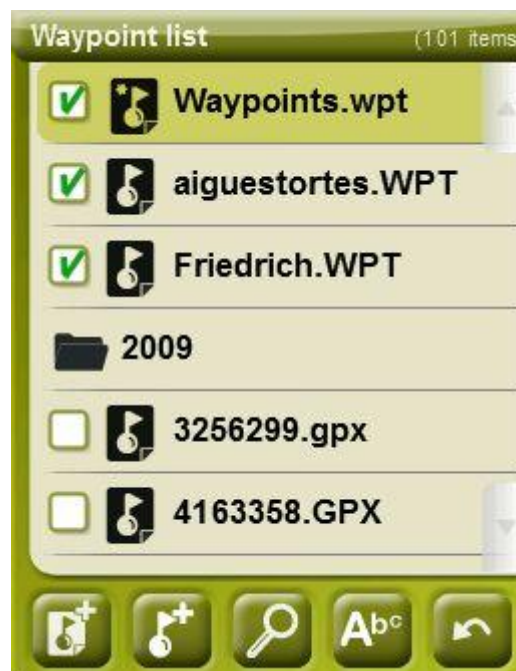 Waypoint list
(101 items
Waypoints.wpt
aiguestortes.WPT
Friedrich.WPT
2009
3256299.gpx
4163358.GPX
Abc